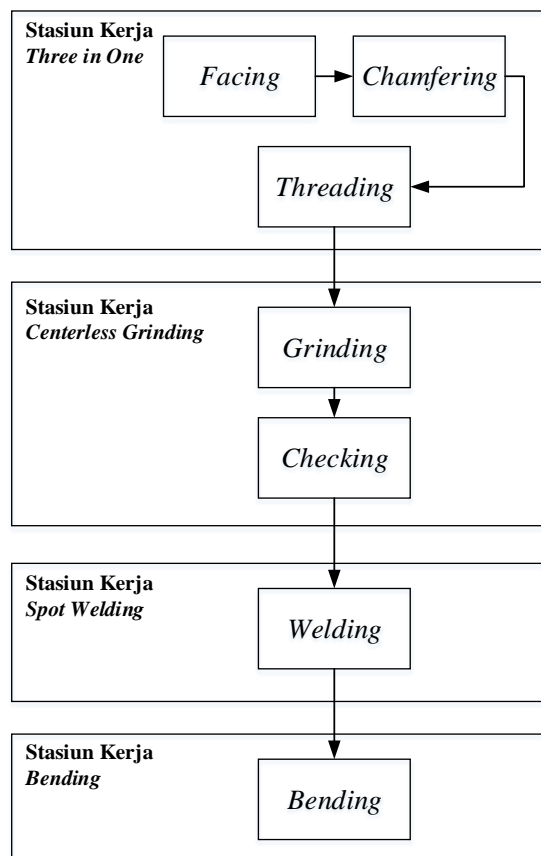 Stasiun Kerja
Three in One
Facing
Chamfering
Threading
Stasiun Kerja
Centerless Grinding
Grinding
Checking
Stasiun Kerja
Spot Welding
Welding
Stasiun Kerja
Bending
Bending